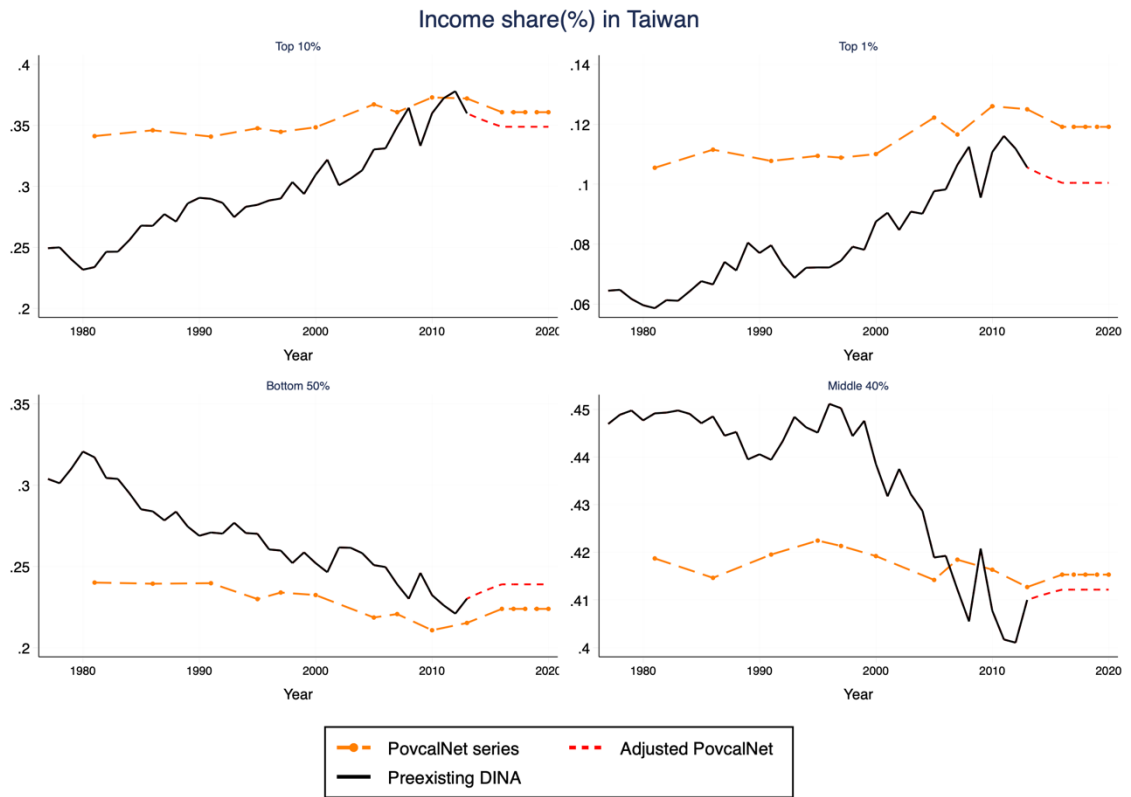 Income share(%) in Taiwan
Top 10%
.4
.35
.3
.25
.2
1980 1990 2000 2010 2020
Year
Top 1%
.14
.12
.1
.08
.06
1980 1990 2000 2010 2020
Year
Bottom 50%
.35
.3
.25
.2
1980 1990 2000 2010 2020
Year
Middle 40%
.45
.44
.43
.42
.41
.4
1980 1990 2000 2010 2020
Year
PovcalNet series Adjusted PovcalNet
Preexisting DINA